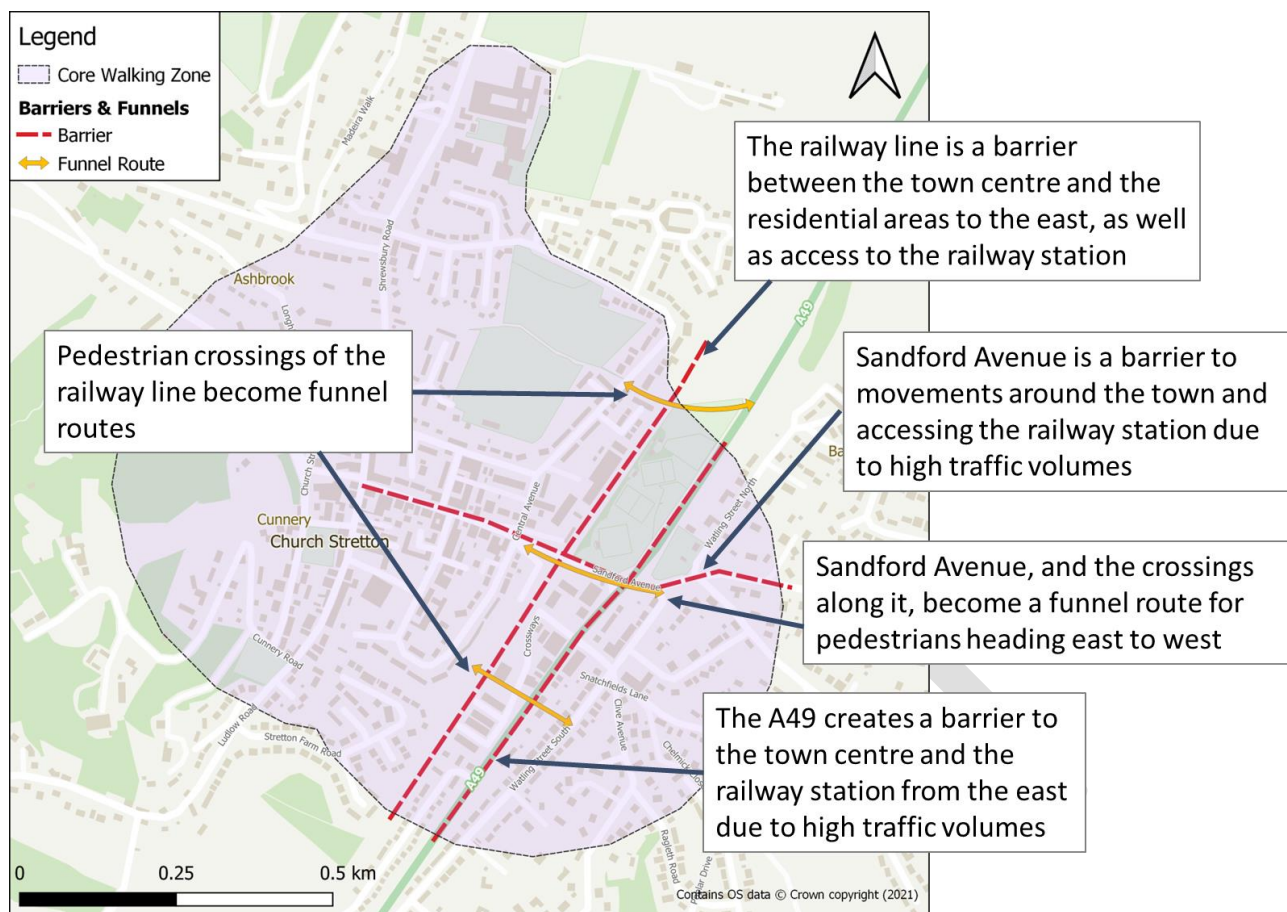 Legend
Core Walking Zone
Barriers & Funnels
Barrier
Funnel Route
The railway line is a barrier
between the town centre and the
residential areas to the east, as well
as access to the railway station
Pedestrian crossings of the
railway line become funnel
routes
Sandford Avenue is a barrier to
movements around the town and
accessing the railway station due
to high traffic volumes
Sandford Avenue, and the crossings
along it, become a funnel route for
pedestrians heading east to west
The A49 creates a barrier to
the town centre and the
railway station from the east
due to high traffic volumes
Madeira Walk
Shrewsbury Road
Ashbrook
A49
Church St
Cunnery
Church Stretton
Central Avenue
Watling Street North
Ba
Sandford Avenue
Crossways
Cunnery Road
Snatchfields Lane
Clive Avenue
Ludlow Road
Stretton Farm Road
Watling Street South
A49
Ragleth Road
0 0.25 0.5 km
Contains OS data © Crown copyright (2021)